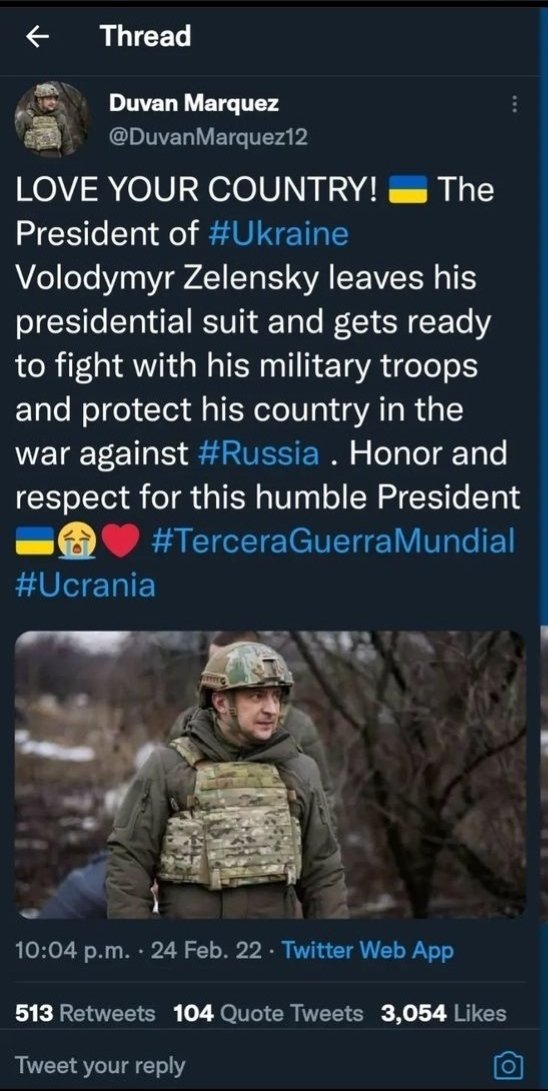 Thread
Duvan Marquez
@DuvanMarquez12
LOVE YOUR COUNTRY! 🇺🇦 The
President of #Ukraine
Volodymyr Zelensky leaves his
presidential suit and gets ready
to fight with his military troops
and protect his country in the
war against #Russia . Honor and
respect for this humble President
🇺🇦😭❤️ #TerceraGuerraMundial
#Ucrania
10:04 p.m. · 24 Feb. 22 · Twitter Web App
513 Retweets 104 Quote Tweets 3,054 Likes
Tweet your reply